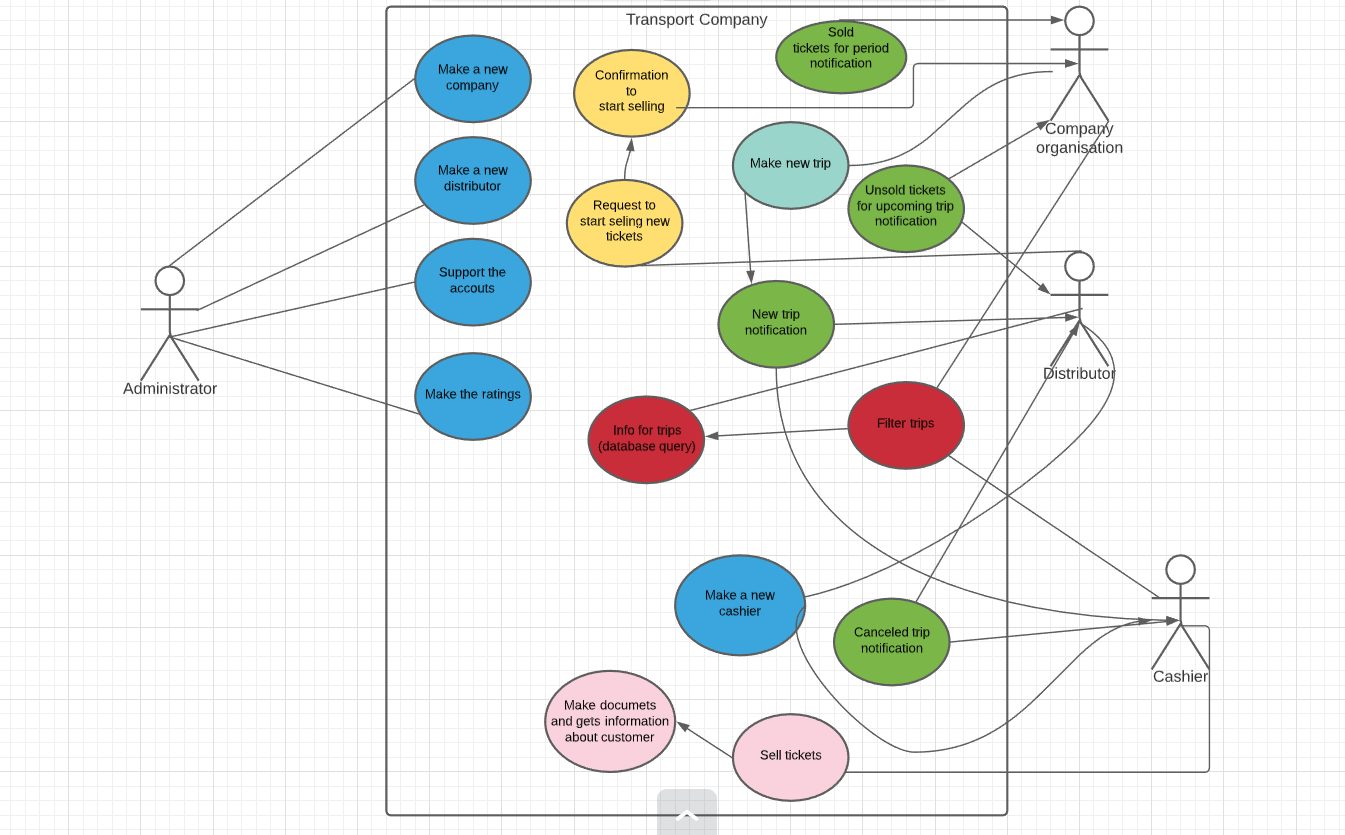 Transport Company
Sold
tickets for period
notification
Make a new
company
Confirmation
to
start selling
Company
organisation
Make new trip
Make a new
distributor
Unsold tickets
for upcoming trip
notification
Request to
start seling new
tickets
Support the
accouts
New trip
notification
Administrator
Distributor
Make the ratings
Info for trips
(database query)
Filter trips
Make a new
cashier
Canceled trip
notification
Cashier
Make documets
and gets information
about customer
Sell tickets